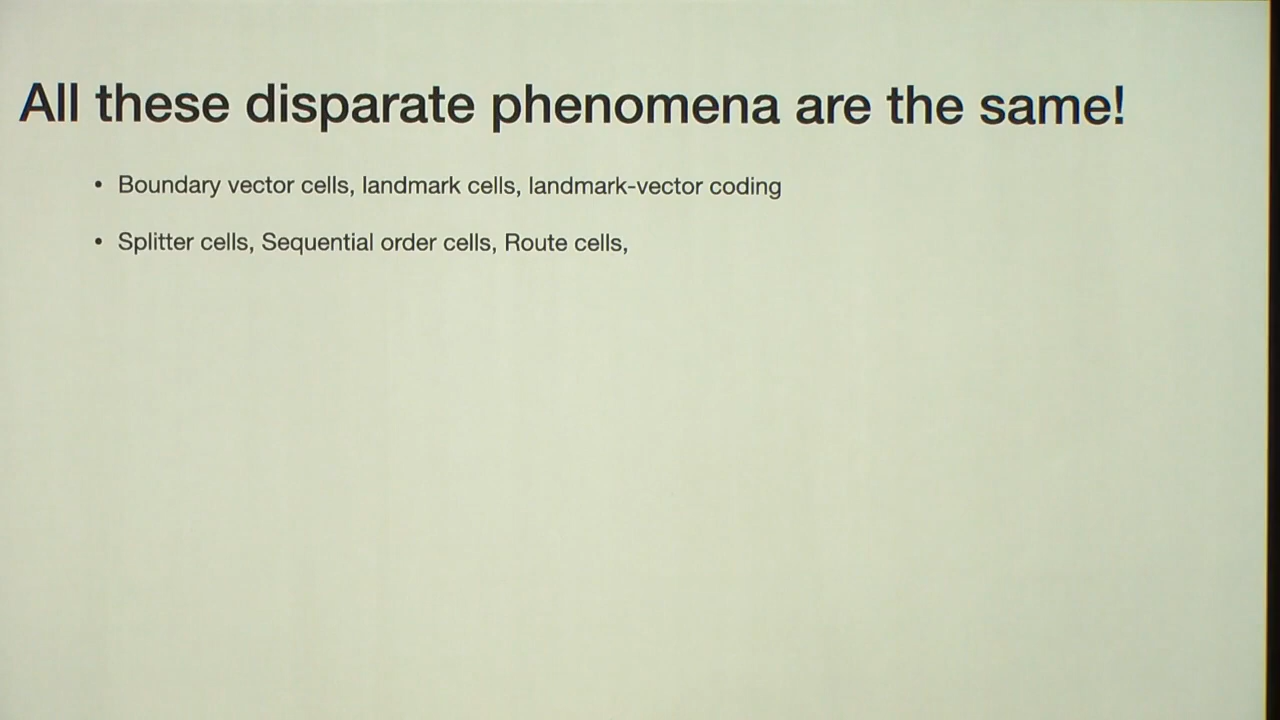 All these disparate phenomena are the same!
• Boundary vector cells, landmark cells, landmark-vector coding
• Splitter cells, Sequential order cells, Route cells,